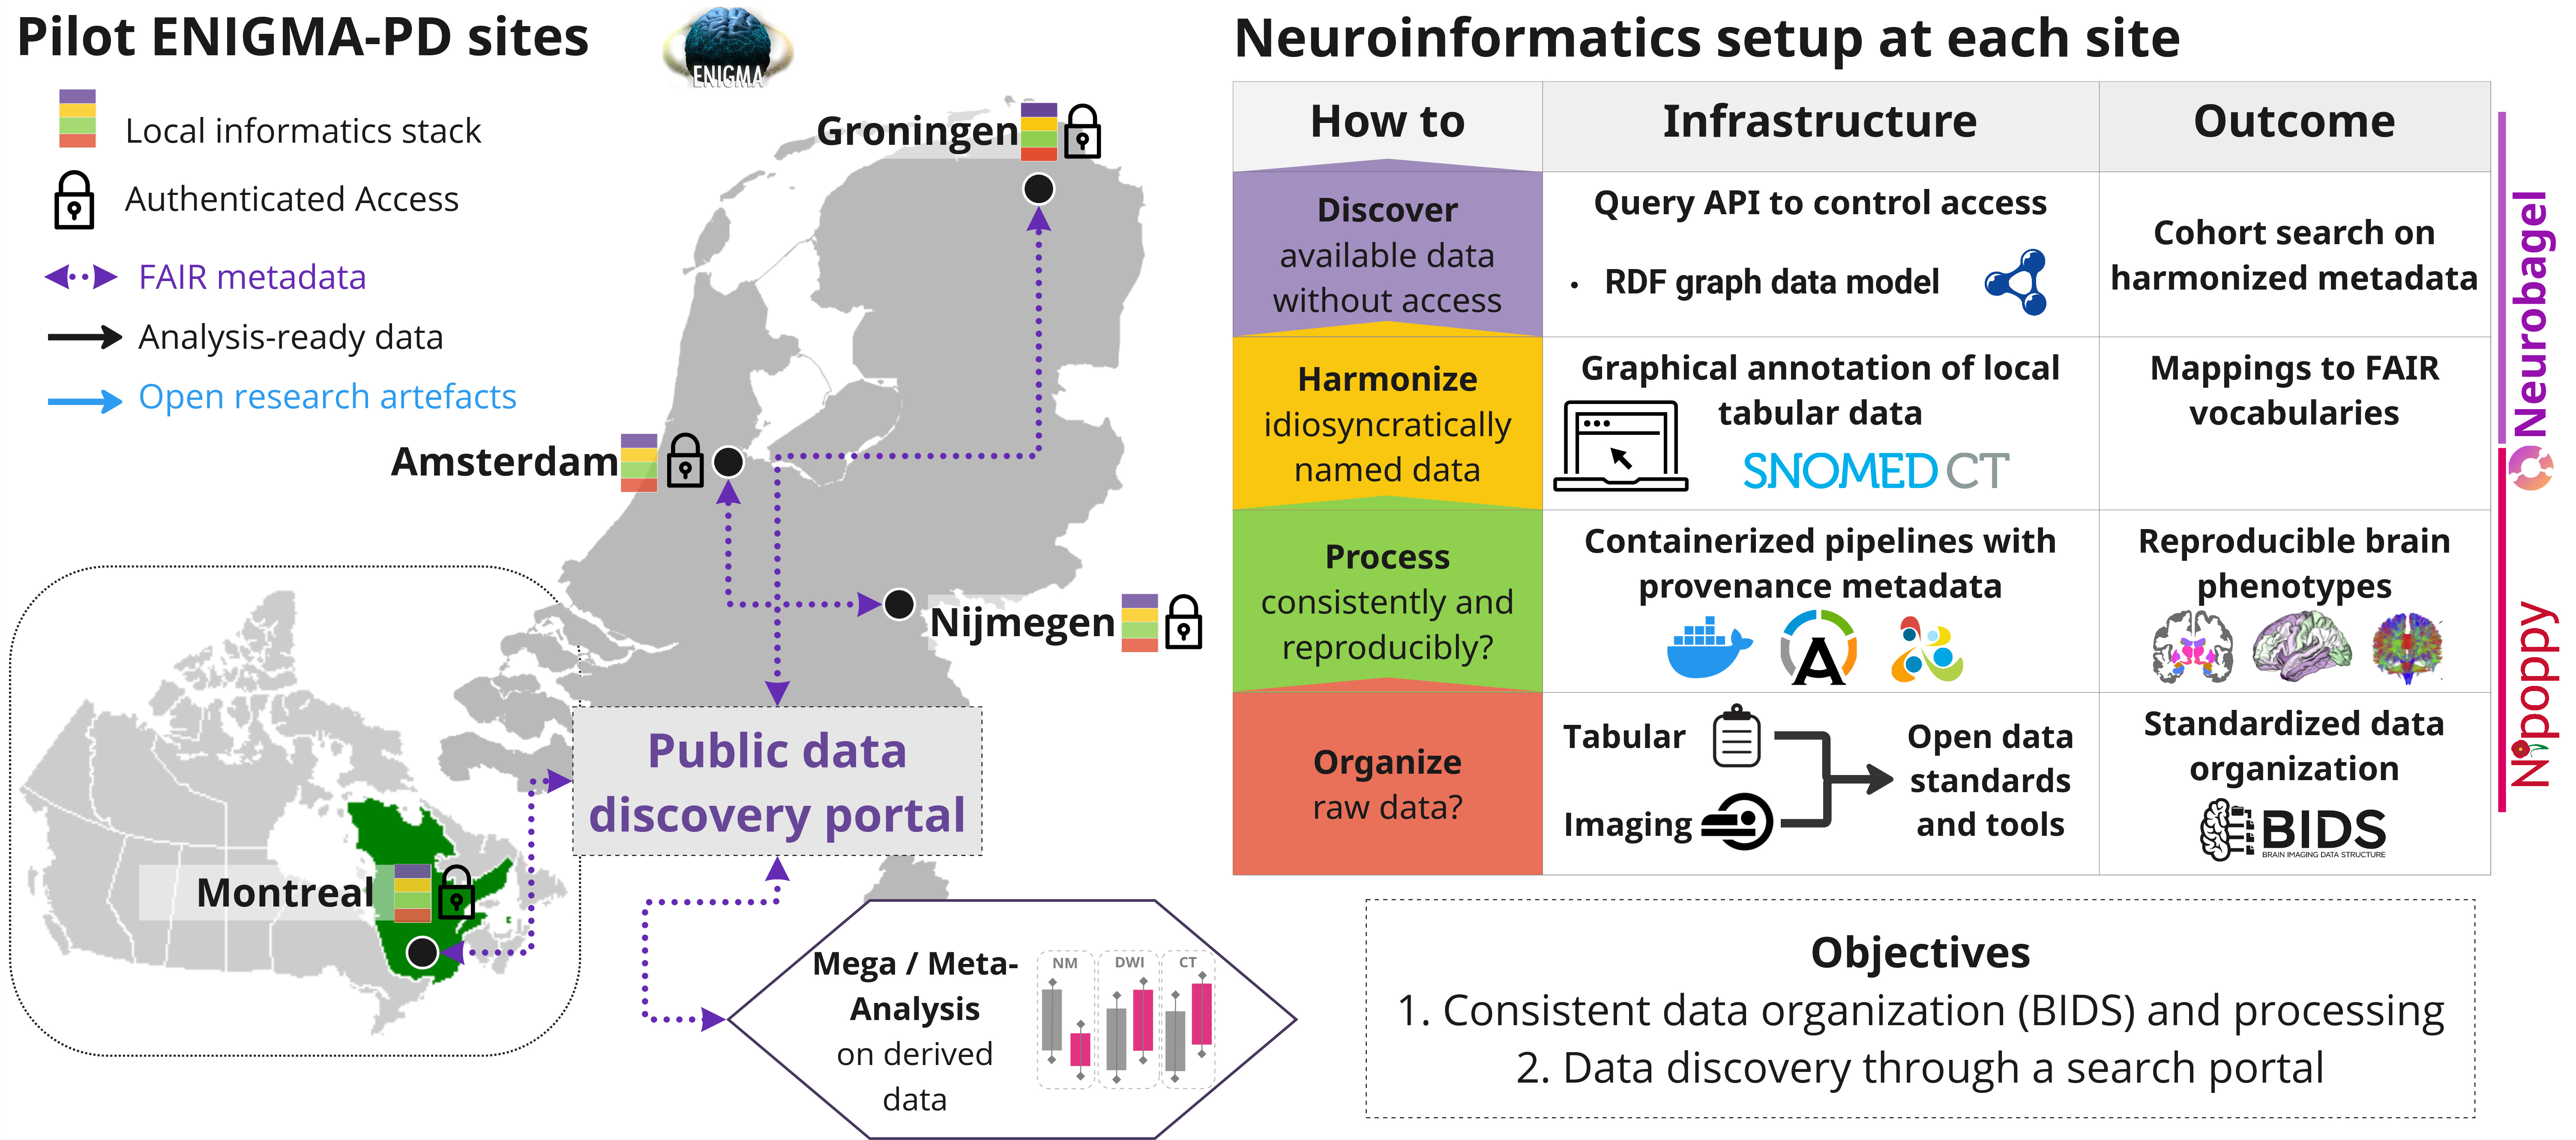 Pilot ENIGMA-PD sites
ENIGMA
Local informatics stack
Authenticated Access
FAIR metadata
Analysis-ready data
Open research artefacts
Groningen
Amsterdam
Nijmegen
Montreal
Public data
discovery portal
Mega / Meta-
Analysis
on derived
data
NM
DWI
CT
Neuroinformatics setup at each site
How to
Infrastructure
Outcome
Discover
available data
without access
Query API to control access
• RDF graph data model
Cohort search on
harmonized metadata
Harmonize
idiosyncratically
named data
Graphical annotation of local
tabular data
SNOMED CT
Mappings to FAIR
vocabularies
Process
consistently and
reproducibly?
Containerized pipelines with
provenance metadata
Reproducible brain
phenotypes
Organize
raw data?
Tabular
Imaging
Open data
standards
and tools
Standardized data
organization
BIDS
BRAIN IMAGING DATA STRUCTURE
Neurobagel
Nipoppy
Objectives
1. Consistent data organization (BIDS) and processing
2. Data discovery through a search portal